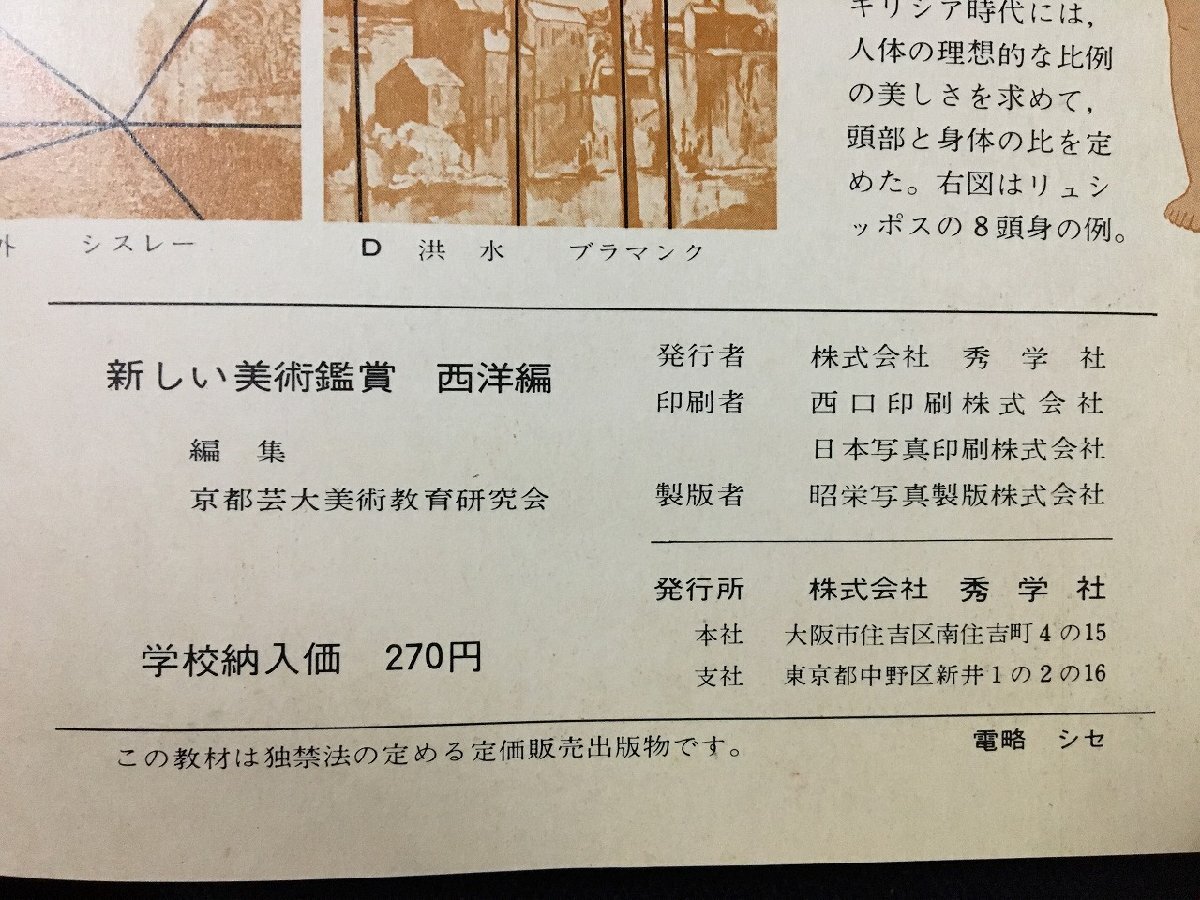 ギリシア時代には,
人体の理想的な比例
の美しさを求めて,
頭部と身体の比を定
めた。右図はリュシ
ッポスの8頭身の例。
シスレー
D 洪水 ブラマンク
新しい美術鑑賞 西洋編
編集
京都芸大美術教育研究会
学校納入価 270円
発行者 株式会社 秀学社
印刷者 西口印刷株式会社
日本写真印刷株式会社
製版者 昭栄写真製版株式会社
発行所 株式会社 秀学社
本社 大阪市住吉区南住吉町4の15
支社 東京都中野区新井1の2の16
この教材は独禁法の定める定価販売出版物です。
電略 シセ